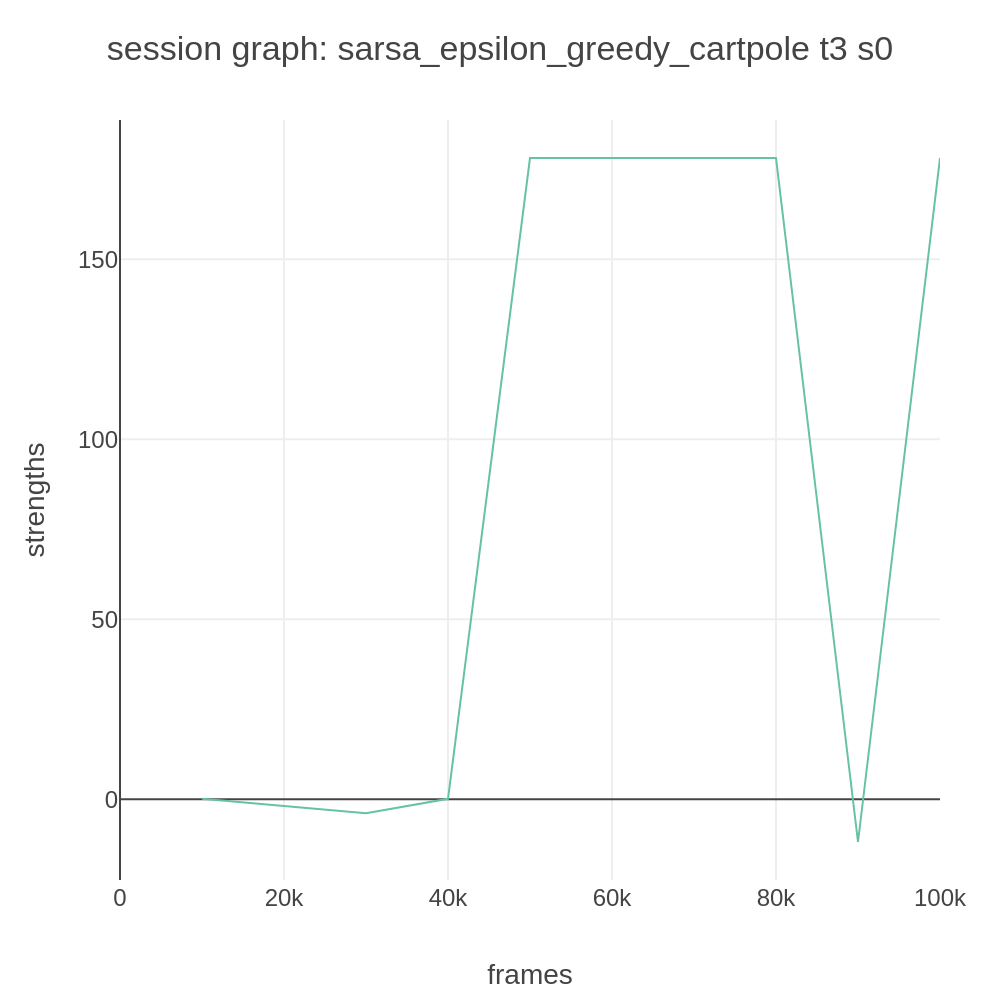 session graph: sarsa_epsilon_greedy_cartpole t3 s0
150
100
50
0
strengths
0
20k
40k
60k
80k
100k
frames